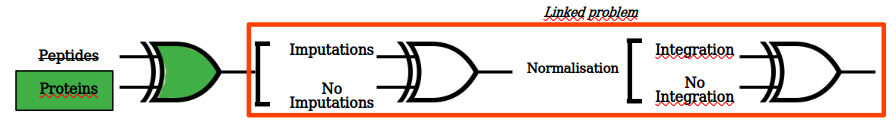 Linked problem
Peptides
Proteins
Imputations
No
Imputations
Normalisation
Integration
No
Integration